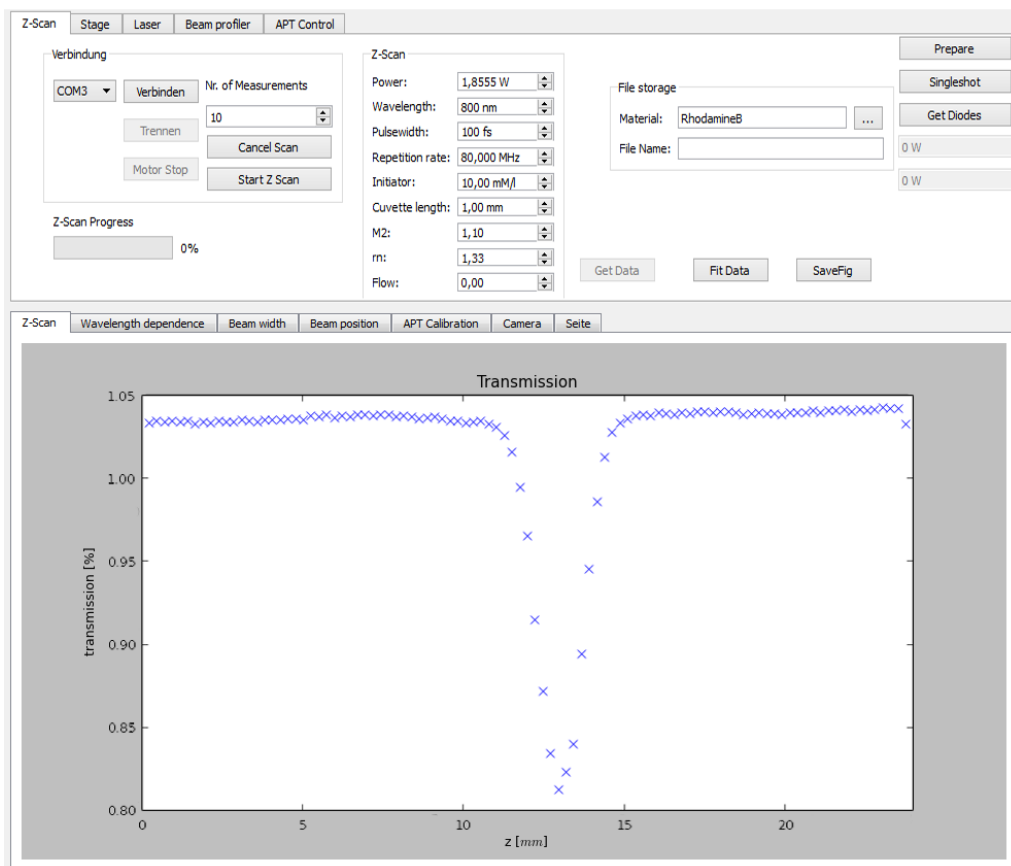 Z-Scan Stage Laser Beam profiler APT Control
Verbindung
COM3 Verbinden
Trennen
Motor Stop
Nr. of Measurements
10
Cancel Scan
Start Z Scan
Z-Scan Progress
0%
Z-Scan
Power: 1,8555 W
Wavelength: 800 nm
Pulsewidth: 100 fs
Repetition rate: 80,000 MHz
Initiator: 10,00 mM/l
Cuvette length: 1,00 mm
M2: 1,10
rn: 1,33
Flow: 0,00
File storage
Material: RhodamineB ...
File Name:
Get Data Fit Data SaveFig
Prepare
Singleshot
Get Diodes
0 W
0 W
Z-Scan Wavelength dependence Beam width Beam position APT Calibration Camera Seite
Transmission
1.05
1.00
0.95
0.90
0.85
0.80
transmission [%]
0 5 10 15 20
z [mm]